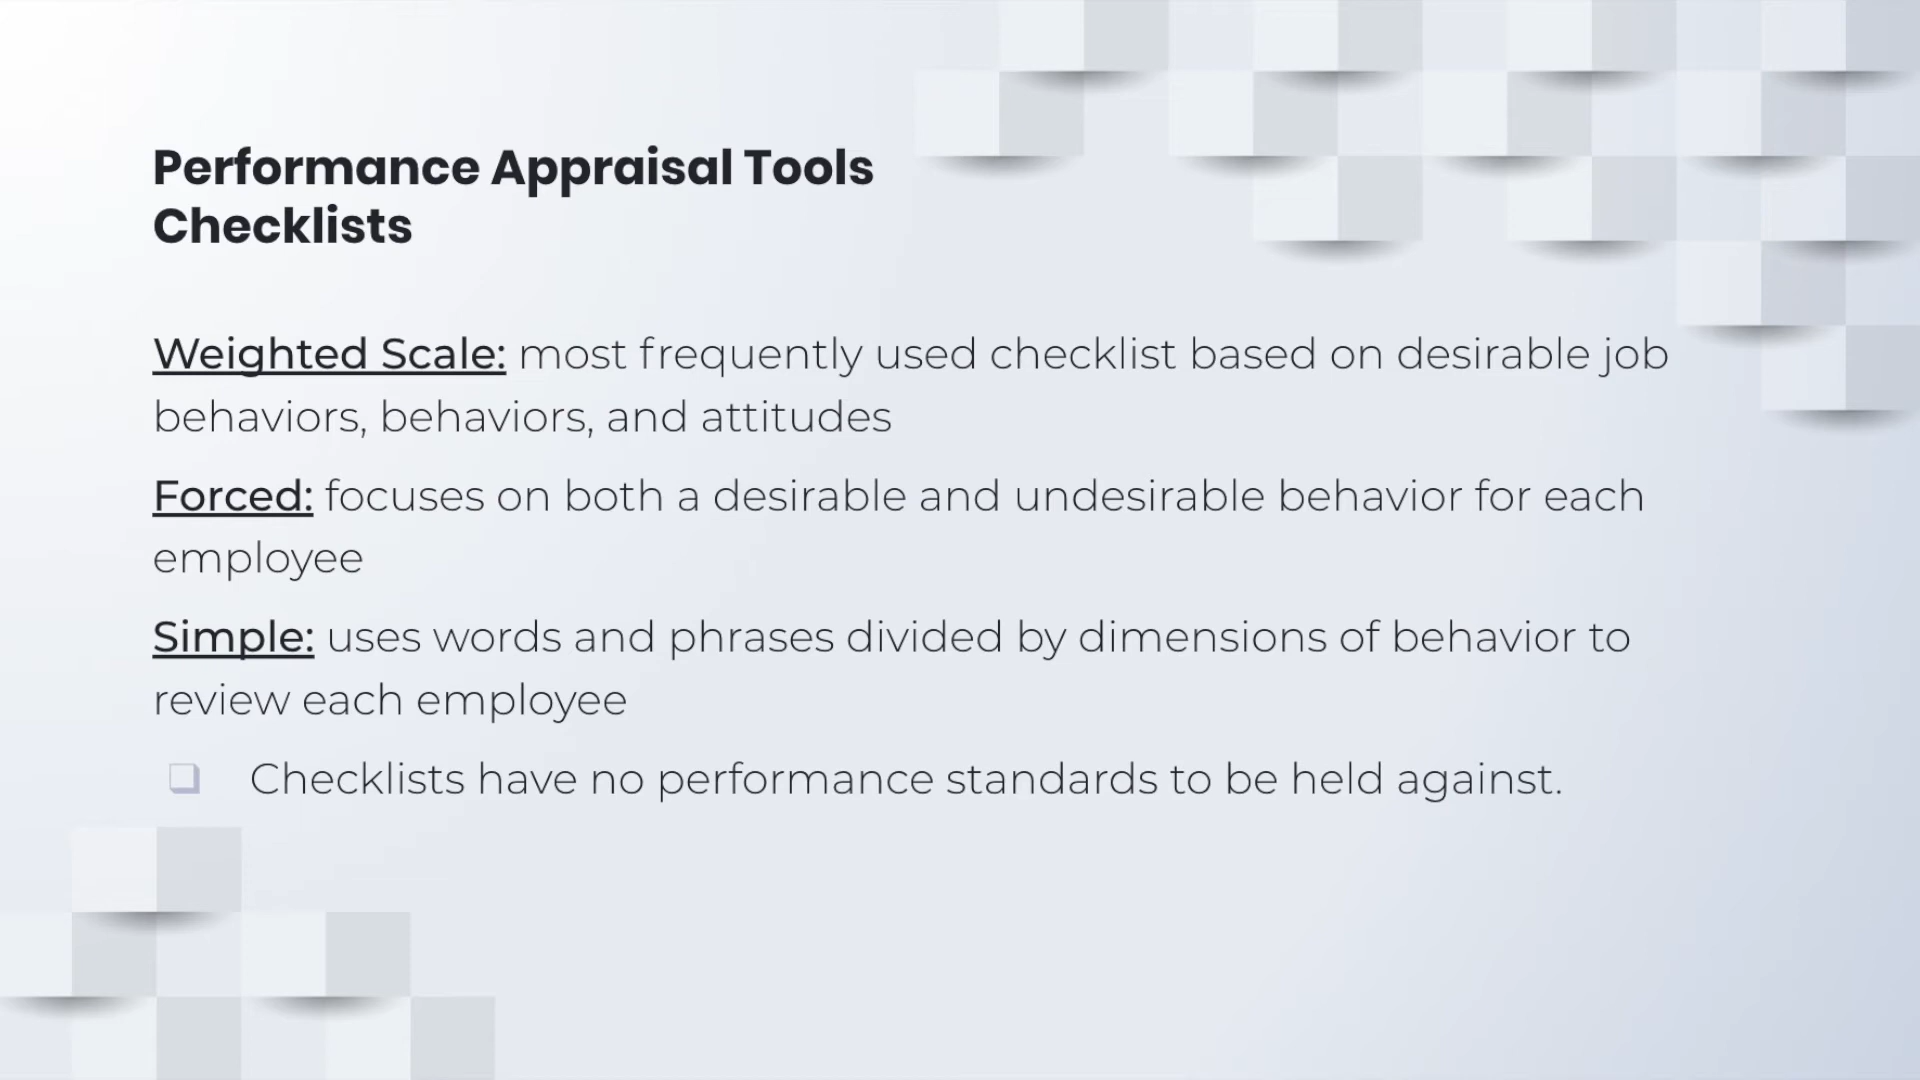 Performance Appraisal Tools
Checklists
Weighted Scale: most frequently used checklist based on desirable job
behaviors, behaviors, and attitudes
Forced: focuses on both a desirable and undesirable behavior for each
employee
Simple: uses words and phrases divided by dimensions of behavior to
review each employee
❑ Checklists have no performance standards to be held against.